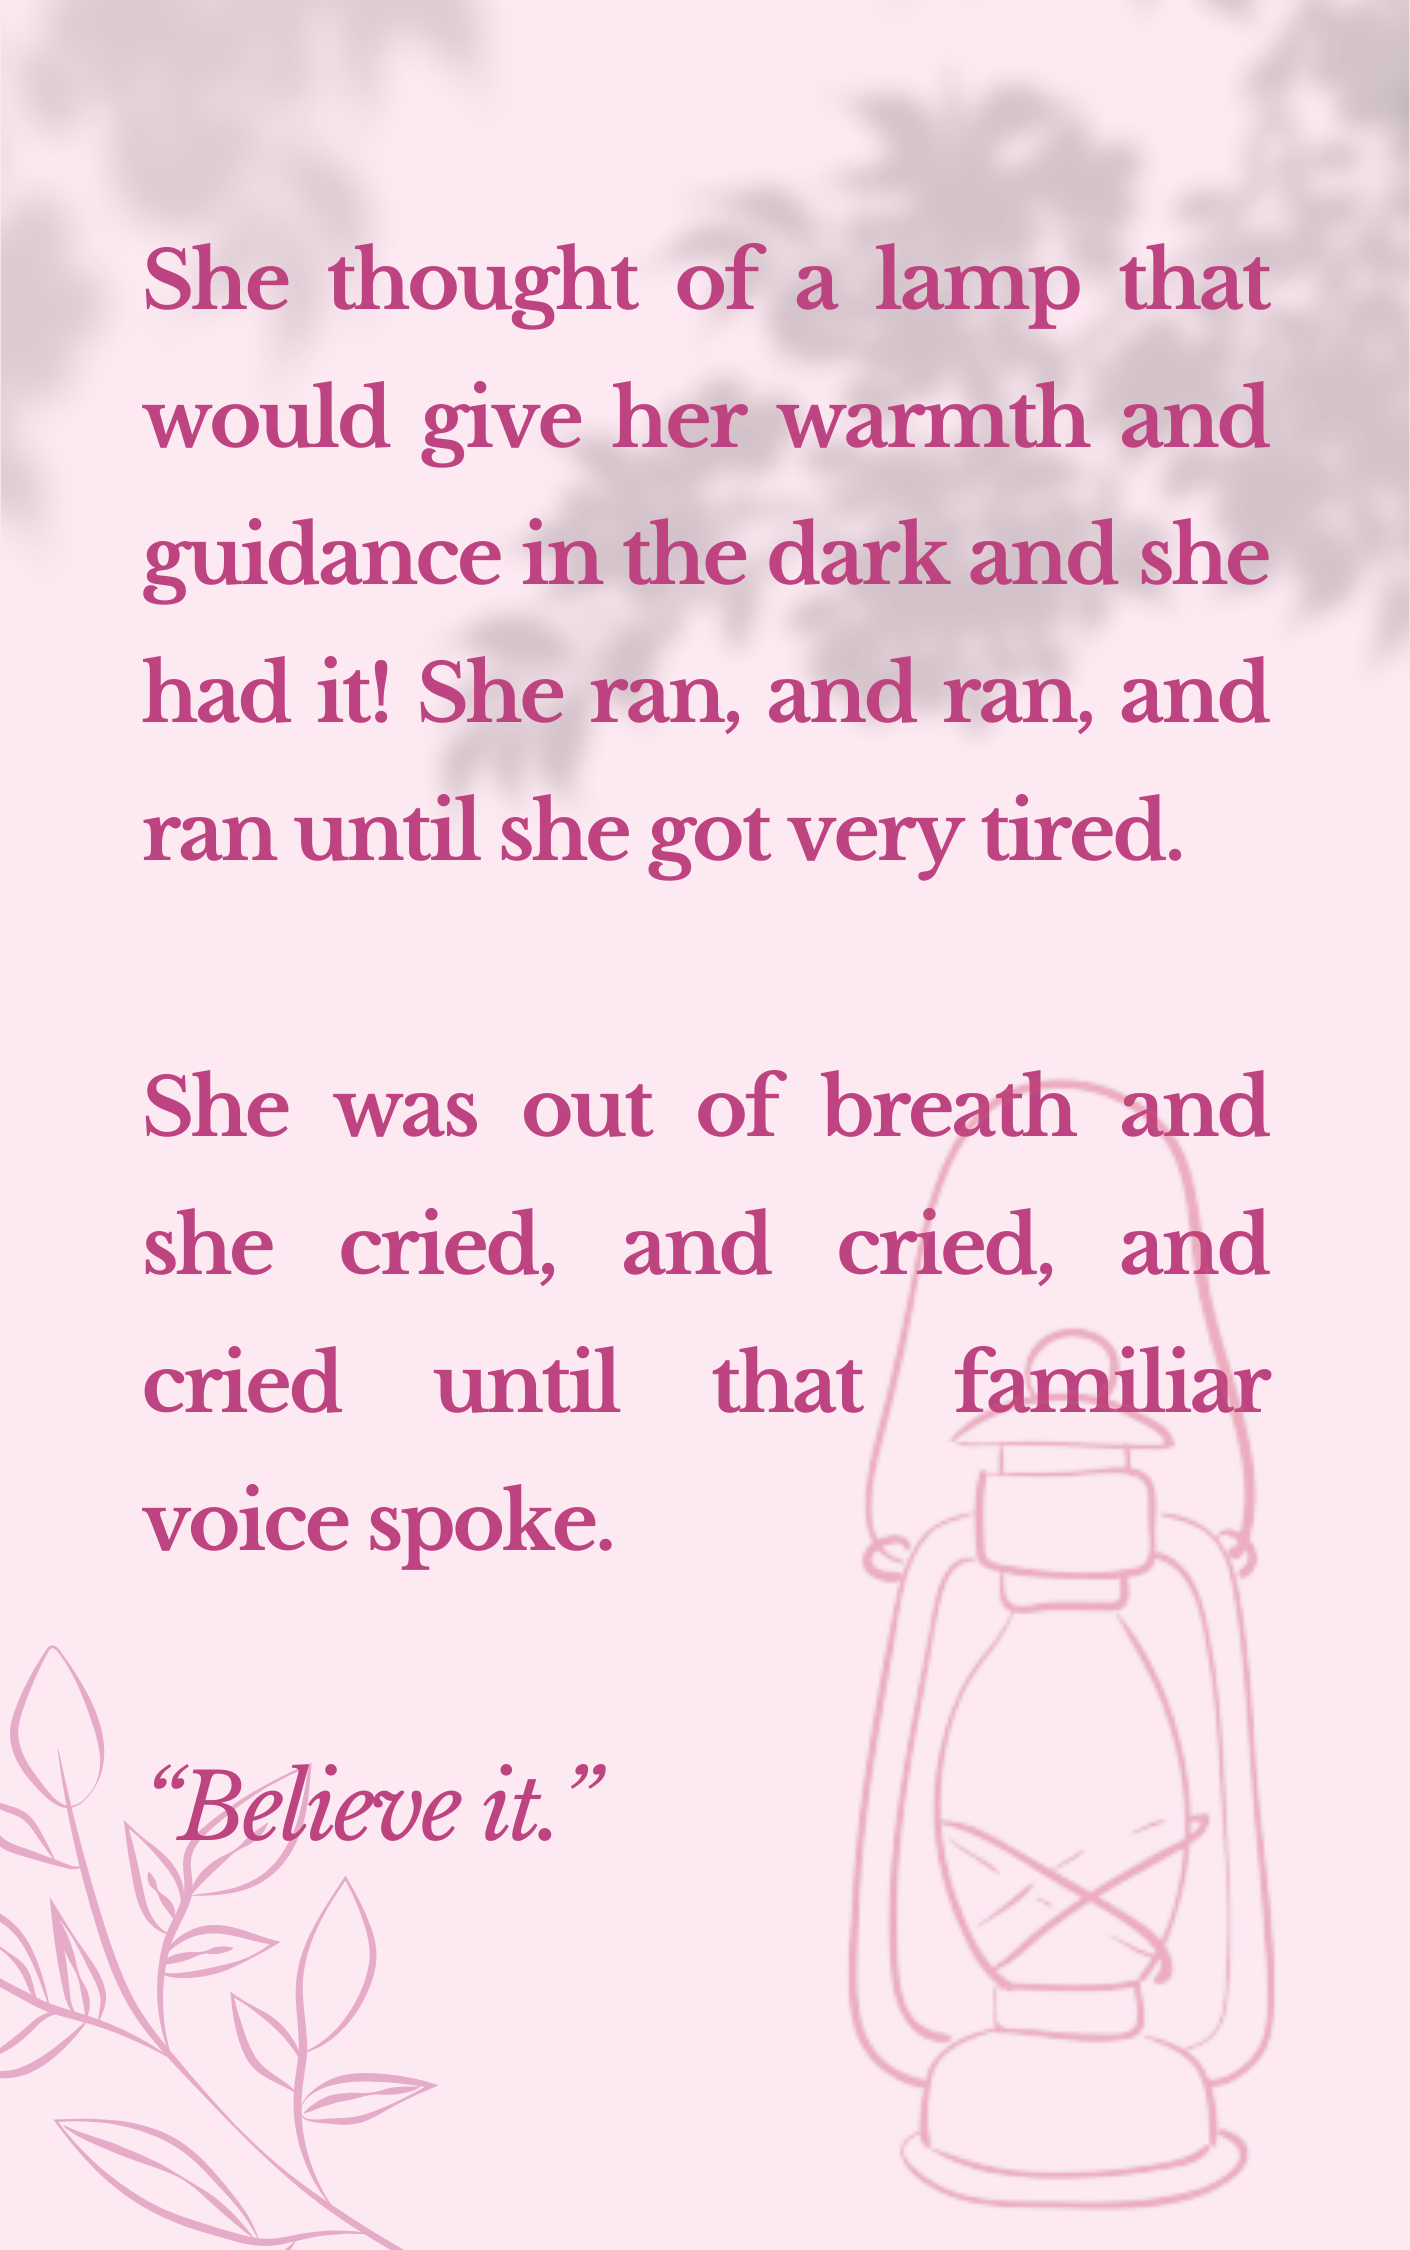 She thought of a lamp that
would give her warmth and
guidance in the dark and she
had it! She ran, and ran, and
ran until she got very tired.
She was out of breath and
she cried, and cried, and
cried until that familiar
voice spoke.
“Believe it.”